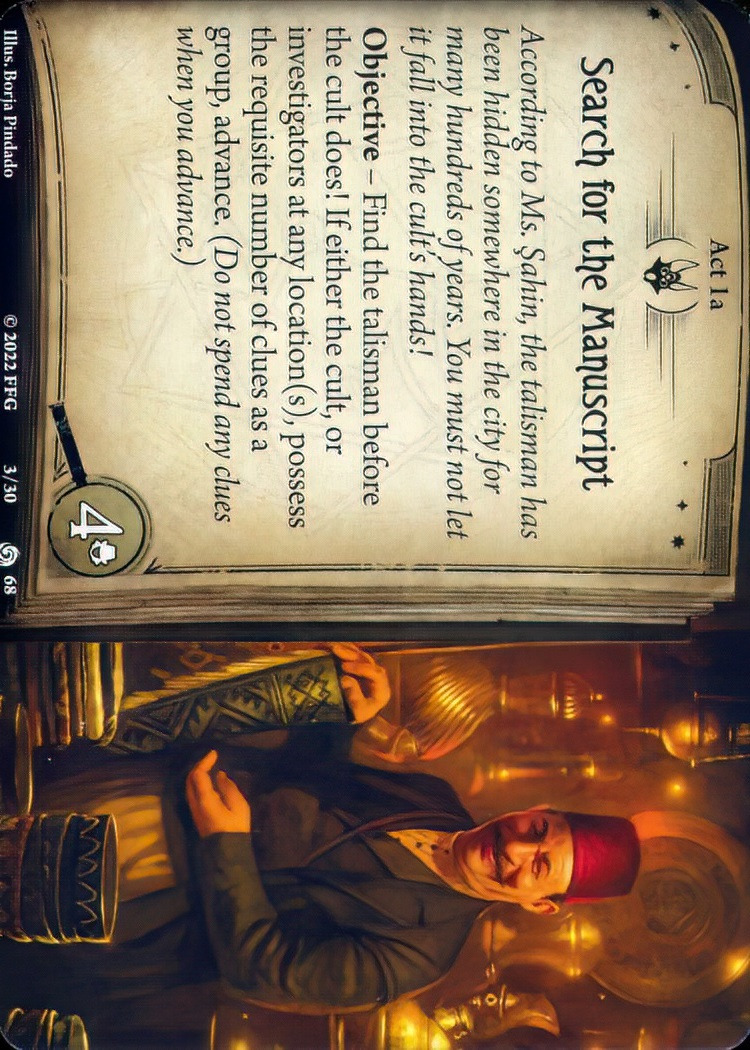 Act 1a
Search for the Manuscript
According to Ms. Şahin, the talisman has
been hidden somewhere in the city for
many hundreds of years. You must not let
it fall into the cult's hands!
Objective – Find the talisman before
the cult does! If either the cult, or
investigators at any location(s), possess
the requisite number of clues as a
group, advance. (Do not spend any clues
when you advance.)
4
Illus. Borja Pindado © 2022 FFG 3/30 68